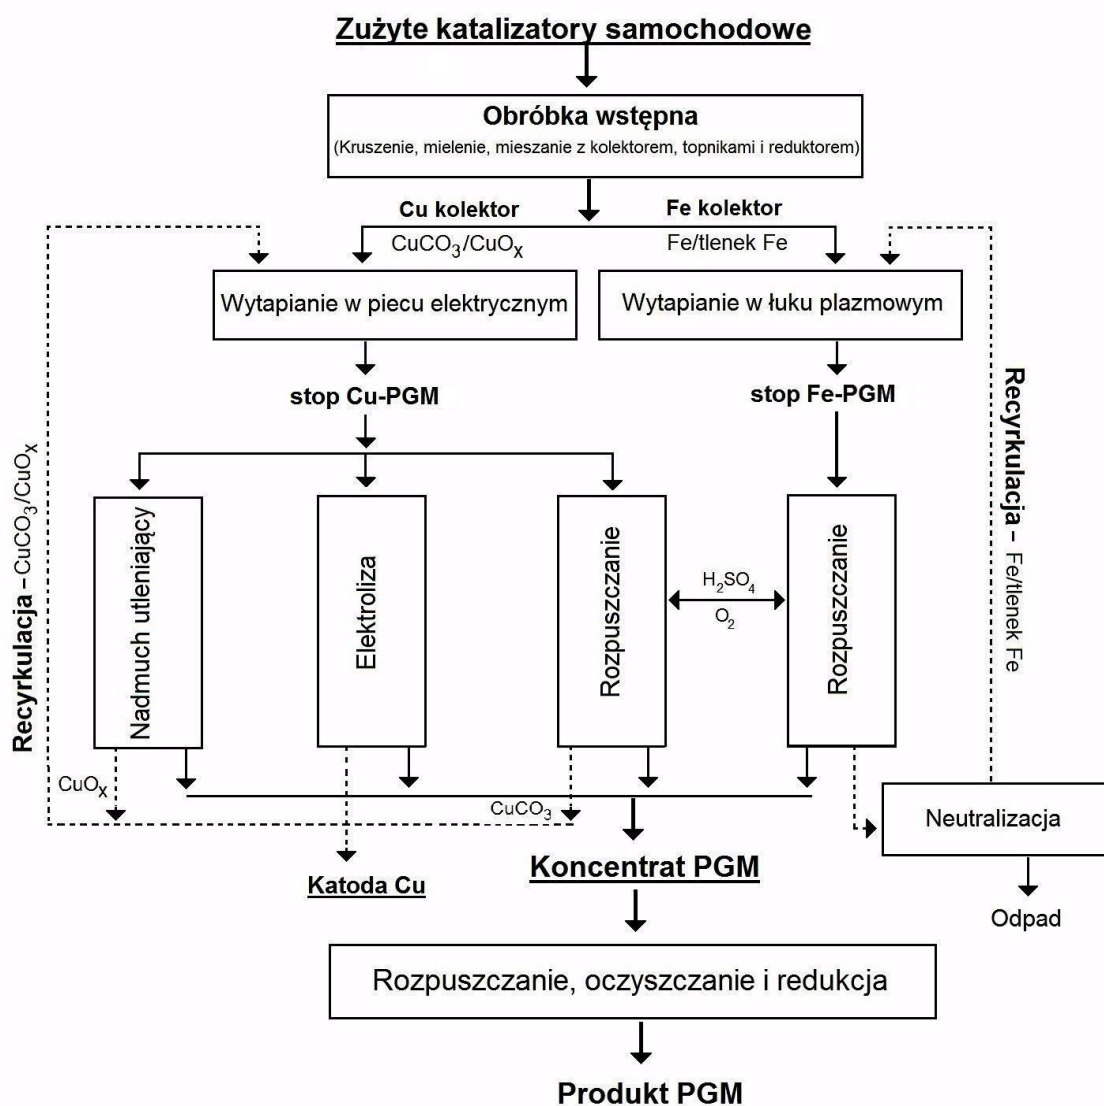 Zużyte katalizatory samochodowe
Obróbka wstępna
(Kruszenie, mielenie, mieszanie z kolektorem, topnikami i reduktorem)
Cu kolektor
CuCO3/CuOx
Fe kolektor
Fe/tlenek Fe
Wytapianie w piecu elektrycznym
Wytapianie w łuku plazmowym
stop Cu-PGM
stop Fe-PGM
Recyrkulacja – CuCO3/CuOx
Recyrkulacja – Fe/tlenek Fe
Nadmuch utleniający
Elektroliza
Rozpuszczanie
H2SO4
O2
Rozpuszczanie
CuOx
CuCO3
Neutralizacja
Katoda Cu
Koncentrat PGM
Odpad
Rozpuszczanie, oczyszczanie i redukcja
Produkt PGM